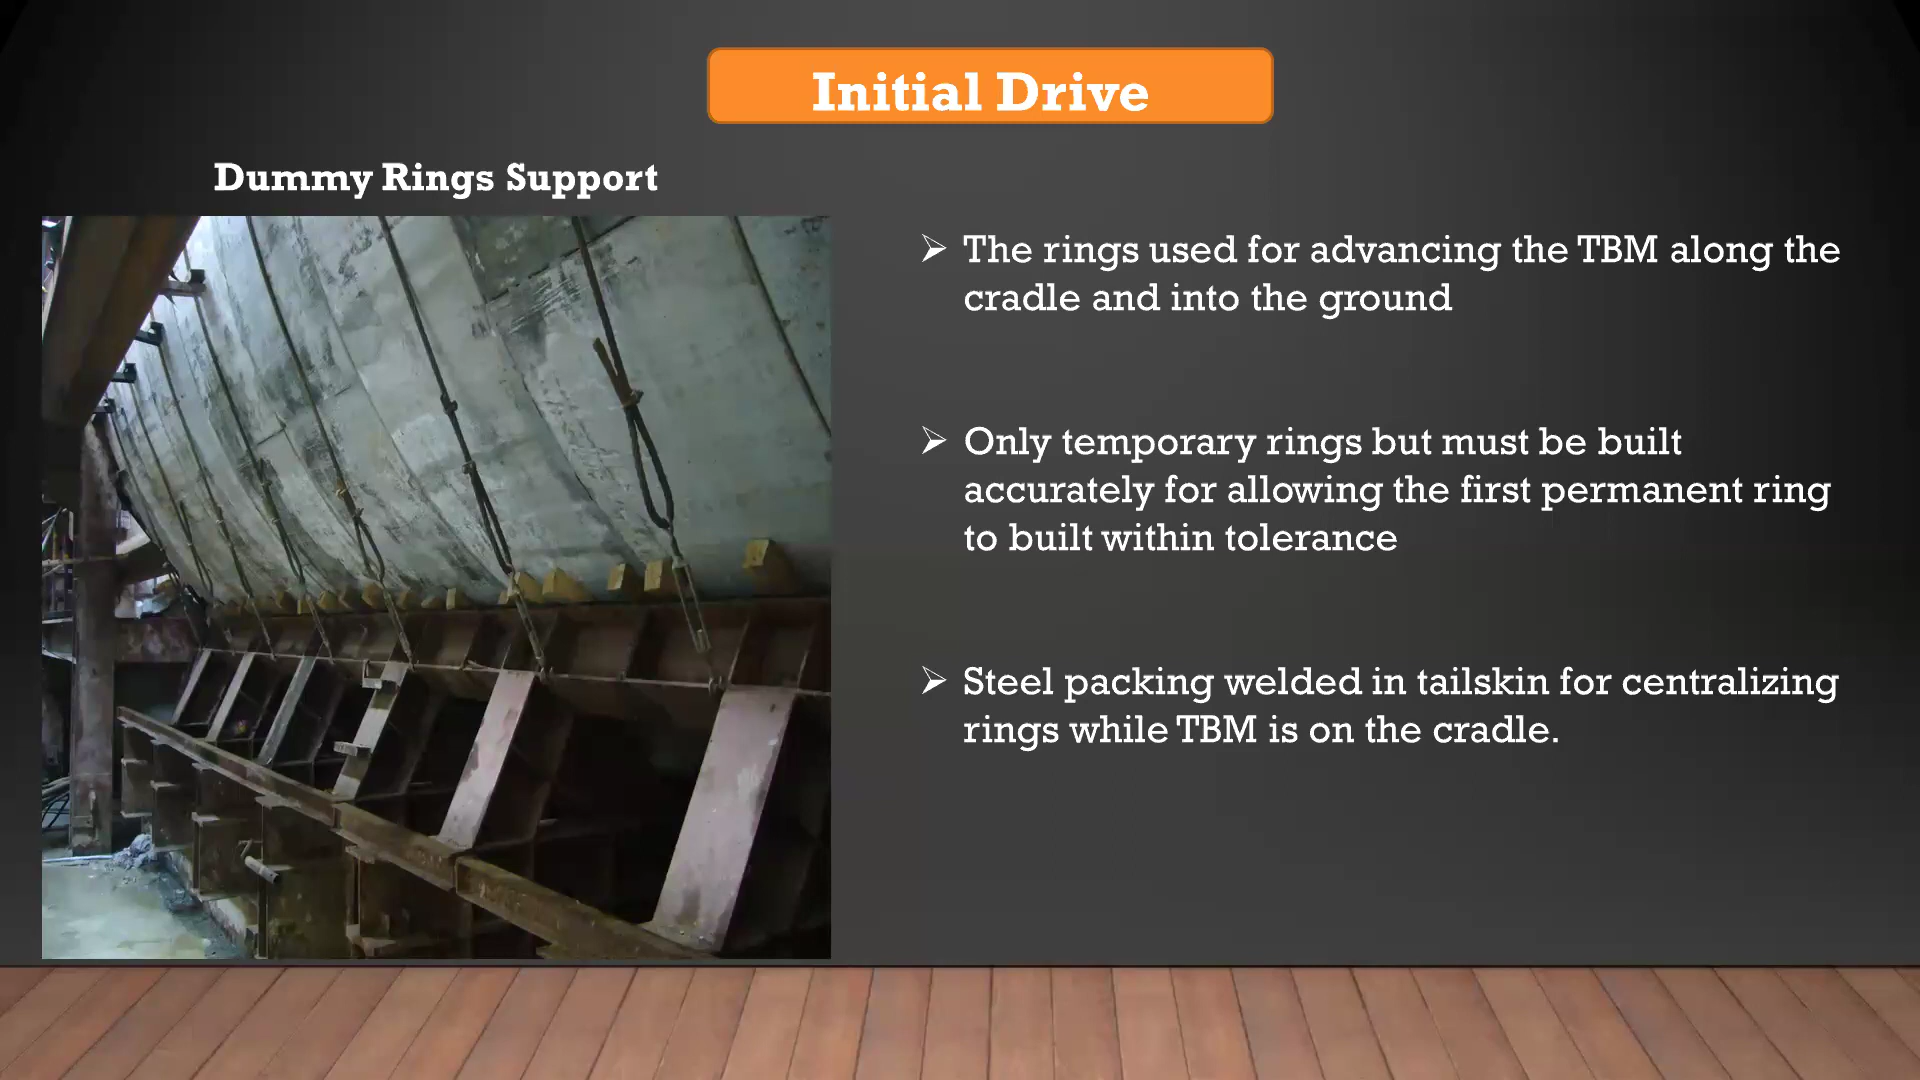 Initial Drive
Dummy Rings Support
The rings used for advancing the TBM along the
cradle and into the ground
Only temporary rings but must be built
accurately for allowing the first permanent ring
to built within tolerance
Steel packing welded in tailskin for centralizing
rings while TBM is on the cradle.